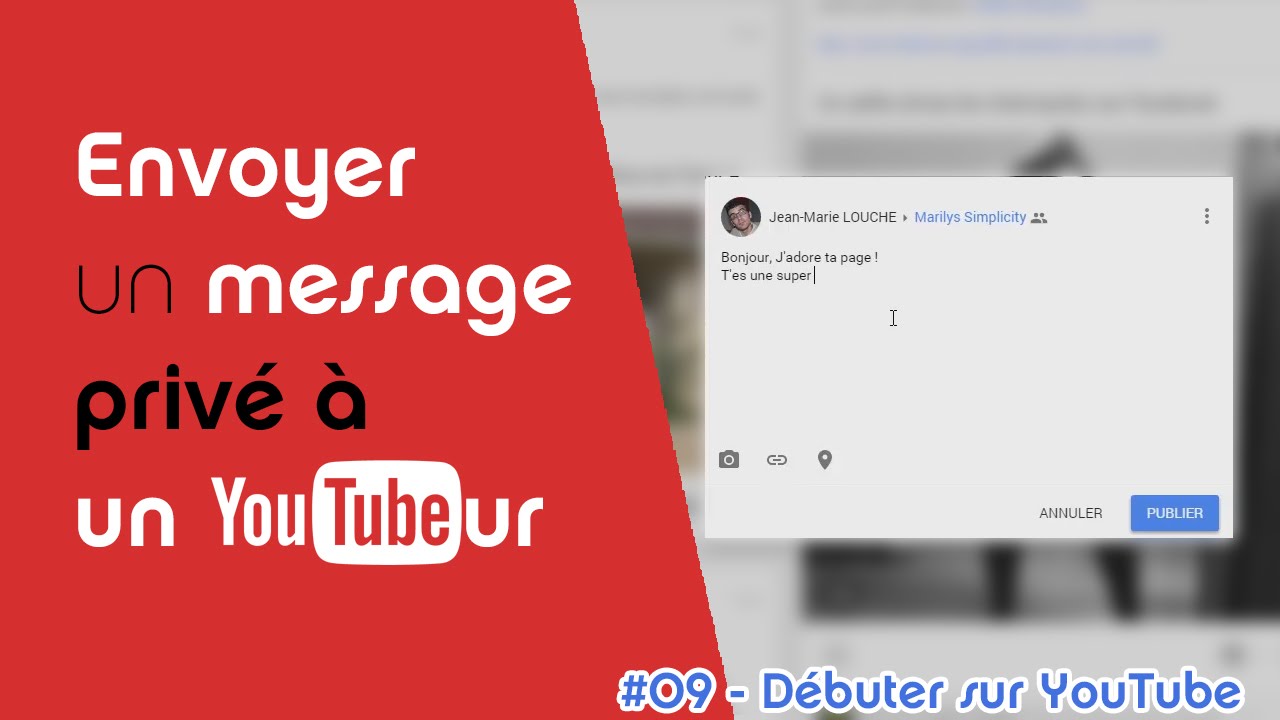 Envoyer
un message
privé à
un YouTubeur
Jean-Marie LOUCHE Marilys Simplicity
Bonjour, J'adore ta page !
T'es une super
ANNULER PUBLIER
#09 - Débuter sur YouTube